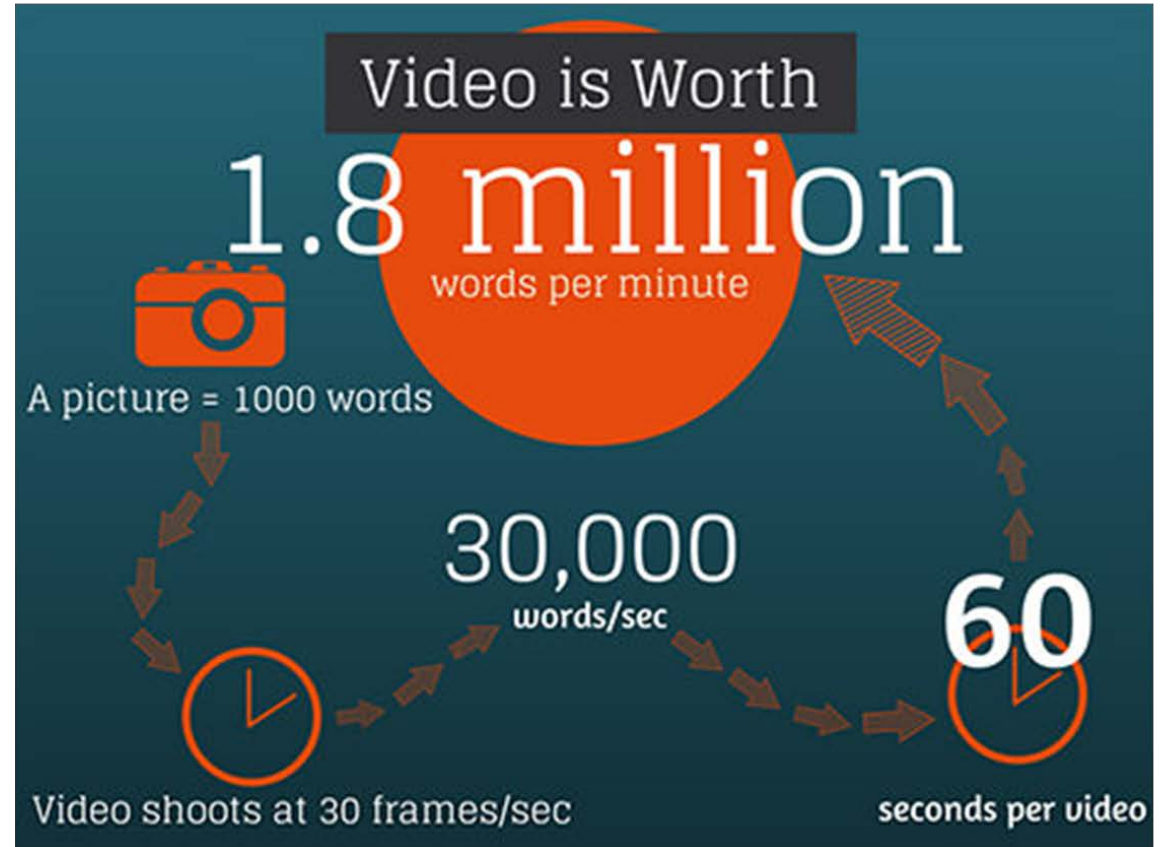 Video is Worth
1.8 million
words per minute
A picture = 1000 words
30,000
words/sec
60
Video shoots at 30 frames/sec
seconds per video